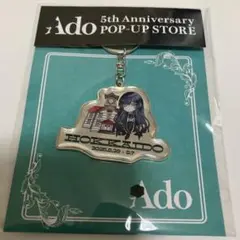 Ado
5th Anniversary
POP-UP STORE
HOKKAIDO
Ado